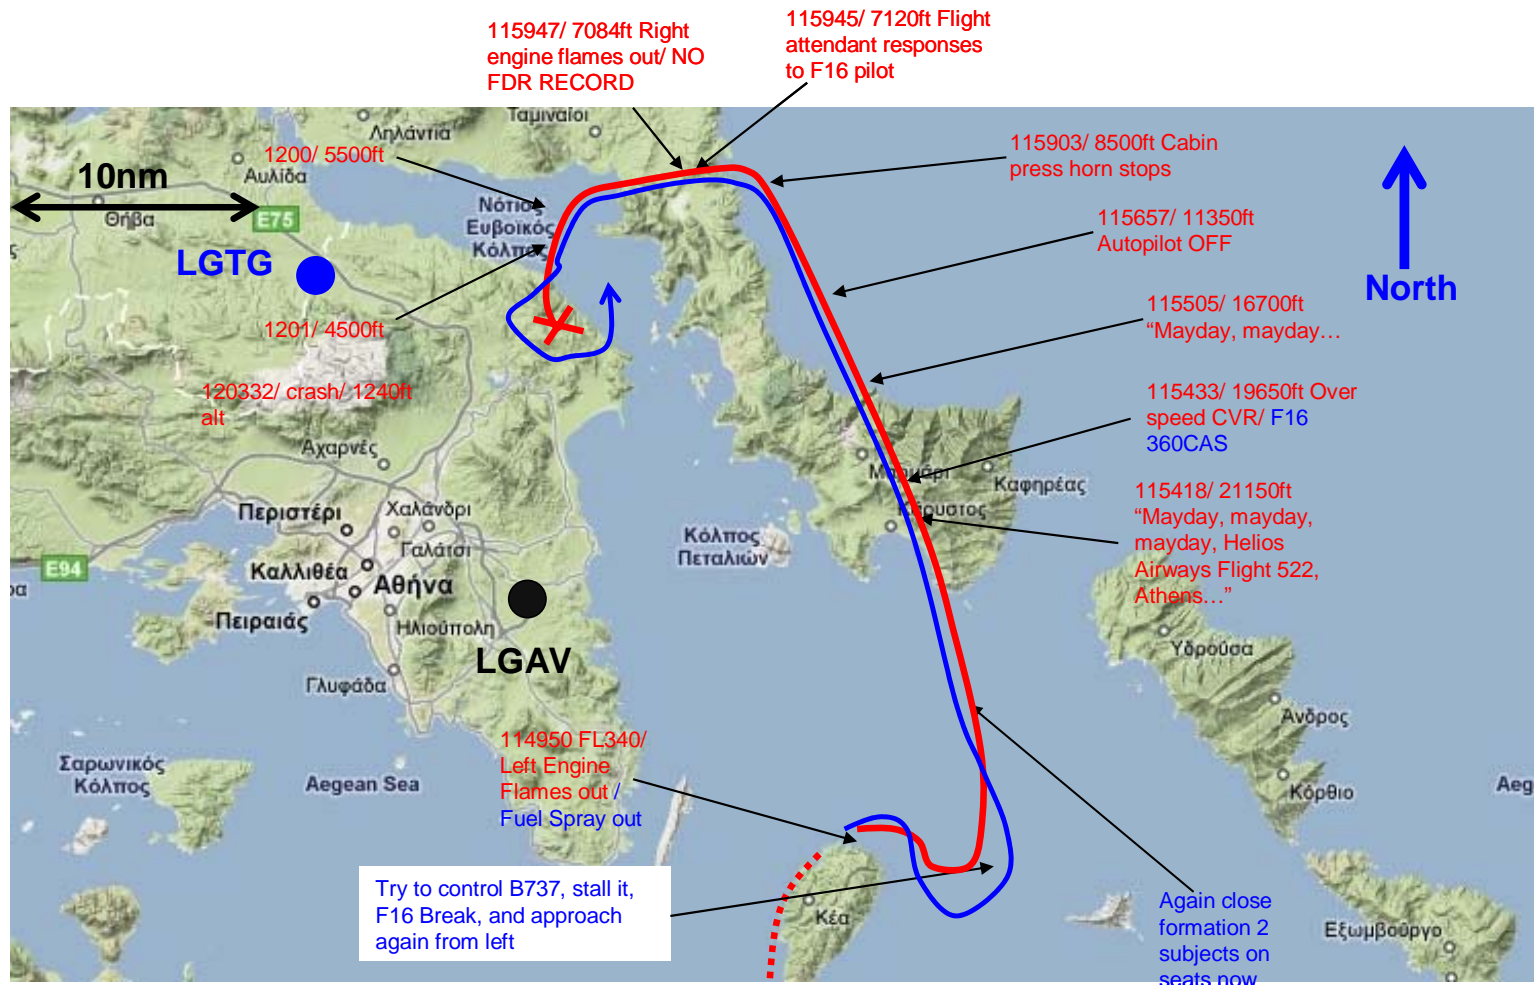 115947/ 7084ft Right
engine flames out/ NO
FDR RECORD
115945/ 7120ft Flight
attendant responses
to F16 pilot
Ταμιναίοι
Ληλάντια
1200/ 5500ft
115903/ 8500ft Cabin
press horn stops
10nm
Αυλίδα
Θήβα
E75
Νότιος
Ευβοϊκός
Κόλπος
115657/ 11350ft
Autopilot OFF
LGTG
North
115505/ 16700ft
“Mayday, mayday…
1201/ 4500ft
120332/ crash/ 1240ft
alt
115433/ 19650ft Over
speed CVR/ F16
360CAS
Αχαρνές
Μαρμάρι
Καφηρέας
115418/ 21150ft
“Mayday, mayday,
mayday, Helios
Airways Flight 522,
Athens…”
Περιστέρι
Χαλάνδρι
Κάρυστος
Γαλάτσι
Κόλπος
Πεταλιών
E94
Καλλιθέα
Αθήνα
Πειραιάς
Ηλιούπολη
LGAV
Υδρούσα
Γλυφάδα
Άνδρος
114950 FL340/
Left Engine
Flames out /
Fuel Spray out
Σαρωνικός
Κόλπος
Aegean Sea
Κόρθιο
Aeg
Try to control B737, stall it,
F16 Break, and approach
again from left
Κέα
Again close
formation 2
subjects on
seats now
Εξωμβούργο